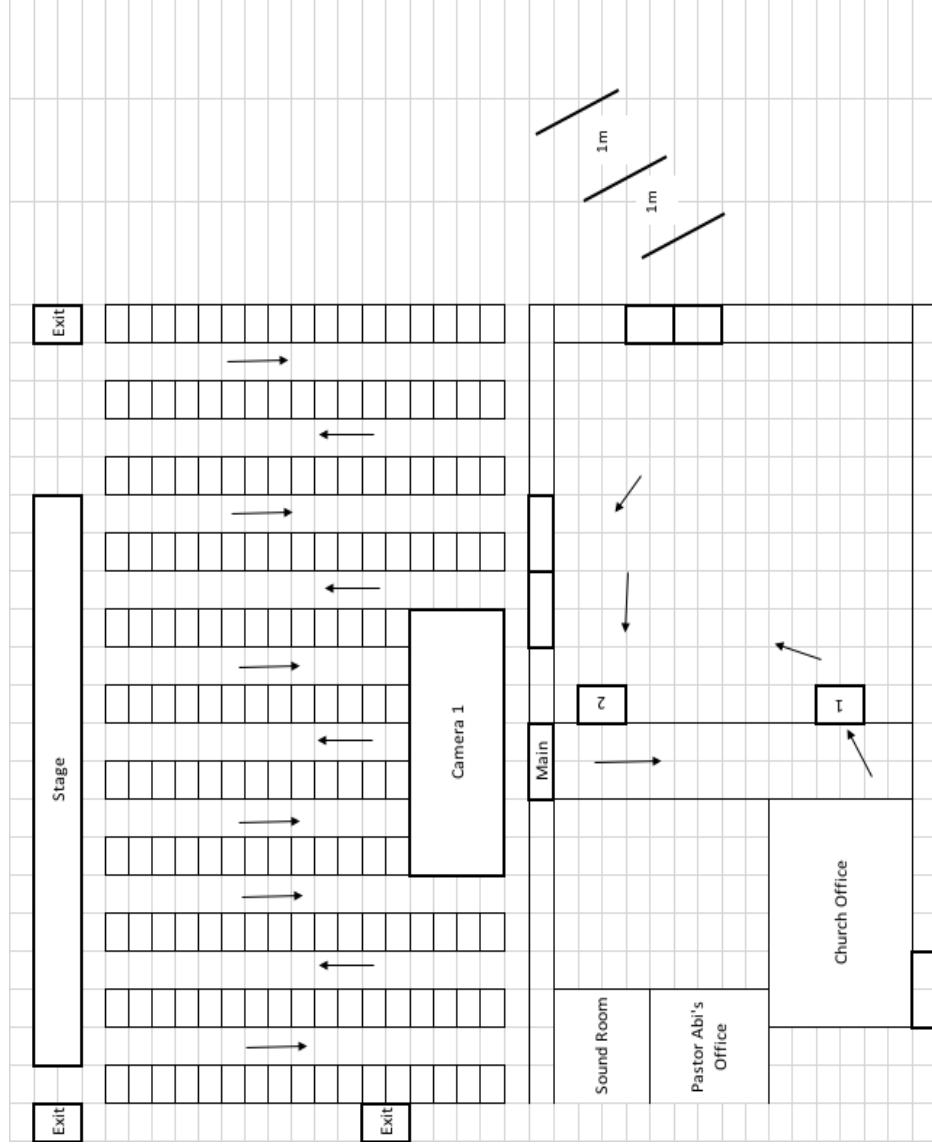 Exit
Stage
Exit
Exit
Camera 1
Main
2
1
Sound Room
Pastor Abi's
Office
Church Office
1m
1m